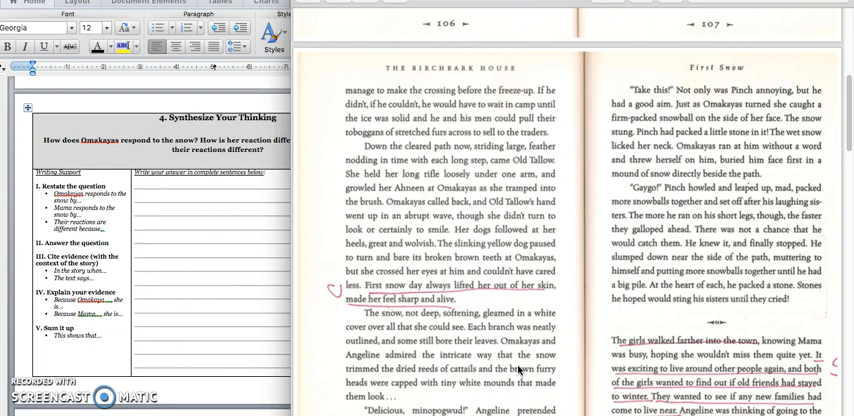 Home
Layout
Document Elements
Tables
Charts
Font
Paragraph
Styles
Georgia
12
Aa
A
A
B
I
U
ABC
A
ABC
Styles
4. Synthesize Your Thinking
How does Omakayas respond to the snow? How is her reaction
their reactions different?
Writing Support
Write your answer in complete sentences below:
I. Restate the question
• Omakayas responds to the
snow by...
• Mama responds to the
snow by...
• Their reactions are
different because...
II. Answer the question
III. Cite evidence (with the
context of the story)
• In the story when...
• The text says...
IV. Explain your evidence
• Because Omakaya... she
is...
• Because Mama... she is...
V. Sum it up
• This shows that...
RECORDED WITH
SCREENCAST MATIC
106
THE BIRCHBARK HOUSE
manage to make the crossing before the freeze-up. If he
didn't, if he couldn't, he would have to wait in camp until
the ice was solid and he and his men could pull their
toboggans of stretched furs across to sell to the traders.
Down the cleared path now, striding large, feather
nodding in time with each long step, came Old Tallow.
She held her long rifle loosely under one arm, and
growled her Ahneen at Omakayas as she tramped into
the brush. Omakayas called back, and Old Tallow's hand
went up in an abrupt wave, though she didn't turn to
look or certainly to smile. Her dogs followed at her
heels, great and wolvish. The slinking yellow dog paused
to turn and bare its broken brown teeth at Omakayas,
but she crossed her eyes at him and couldn't have cared
less. First snow day always lifted her out of her skin,
made her feel sharp and alive.
The snow, not deep, softening, gleamed in a white
cover over all that she could see. Each branch was neatly
outlined, and some still bore their leaves. Omakayas and
Angeline admired the intricate way that the snow
trimmed the dried reeds of cattails and the brown furry
heads were capped with tiny white mounds that made
them look . . .
"Delicious, minopogwud!" Angeline pretended
107
First Snow
"Take this!" Not only was Pinch annoying, but he
had a good aim. Just as Omakayas turned she caught a
firm-packed snowball on the side of her face. The snow
stung. Pinch had packed a little stone in it! The wet snow
licked her neck. Omakayas ran at him without a word
and threw herself on him, buried him face first in a
mound of snow directly beside the path.
"Gaygo!" Pinch howled and leaped up, mad, packed
more snowballs together and set off after his laughing sis-
ters. The more he ran on his short legs, though, the faster
they galloped ahead. There was not a chance that he
would catch them. He knew it, and finally stopped. He
slumped down near the side of the path, muttering to
himself and putting more snowballs together until he had
a big pile. At the heart of each, he packed a stone. Stones
he hoped would sting his sisters until they cried!
The girls walked farther into the town, knowing Mama
was busy, hoping she wouldn't miss them quite yet. It
was exciting to live around other people again, and both
of the girls wanted to find out if old friends had stayed
to winter. They wanted to see if any new families had
come to live near. Angeline was thinking of going to the